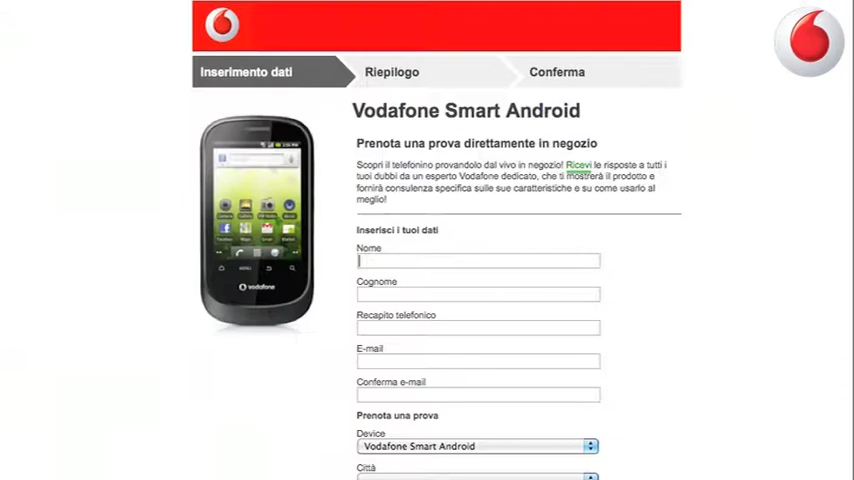 Inserimento dati
Riepilogo
Conferma
Vodafone Smart Android
Prenota una prova direttamente in negozio
Scopri il telefonino provandolo dal vivo in negozio! Ricevi le risposte a tutti i
tuoi dubbi da un esperto Vodafone dedicato, che ti mostrerà il prodotto e
fornirà consulenza specifica sulle sue caratteristiche e su come usarlo al
meglio!
Inserisci i tuoi dati
Nome
Cognome
Recapito telefonico
E-mail
Conferma e-mail
Prenota una prova
Device
Vodafone Smart Android
Città
MENU
vodafone